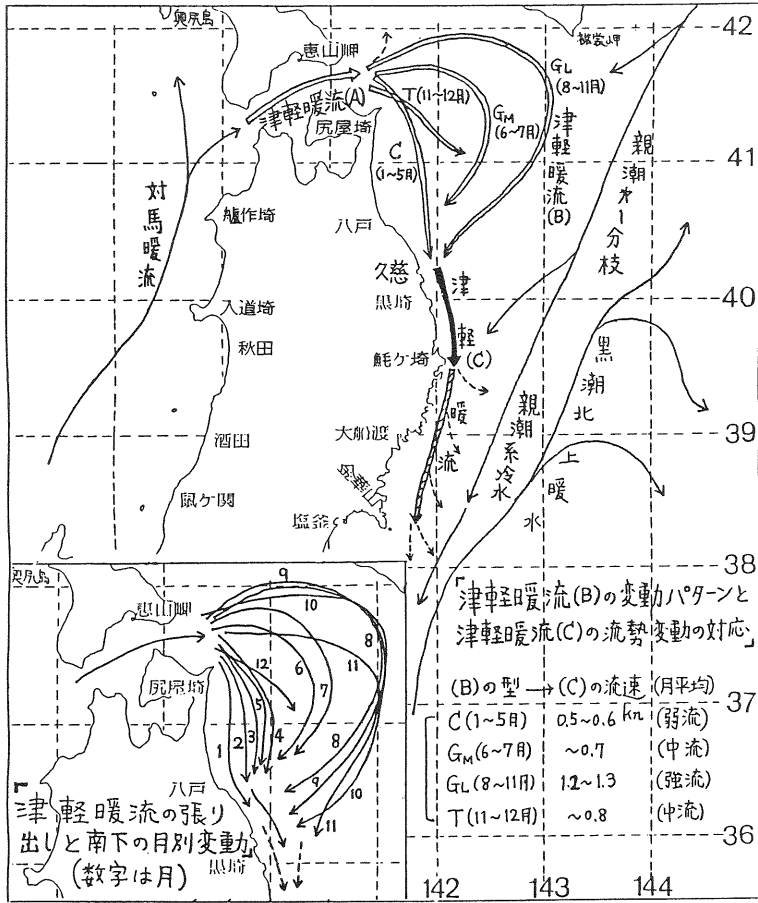 奥尻島
42
襟裳岬
恵山岬
GL
(8~11月)
T(11~12月)
GM
(6~7月)
津軽暖流(A)
尻屋埼
C
(1~5月)
津軽暖流(B)
親潮第一分枝
41
対馬暖流
艫作埼
八戸
久慈
黒埼
津軽暖流
(C)
40
入道埼
秋田
魹ケ埼
黒潮北上暖水
親潮系冷水
39
大船渡
酒田
金華山
鼠ケ関
塩釜
38
「津軽暖流(B)の変動パターンと
津軽暖流(C)の流勢変動の対応」
(B)の型→(C)の流速(月平均)
C(1~5月) 0.5~0.6 kn (弱流)
GM(6~7月) ~0.7 (中流)
GL(8~11月) 1.2~1.3 (強流)
T(11~12月) ~0.8 (中流)
37
36
142 143 144
奥尻島
恵山岬
9
10
8
11
12
6
7
尻屋埼
5
1 2 3 4
8
9
10
11
八戸
黒埼
「津軽暖流の張り
出しと南下の月別変動」
(数字は月)